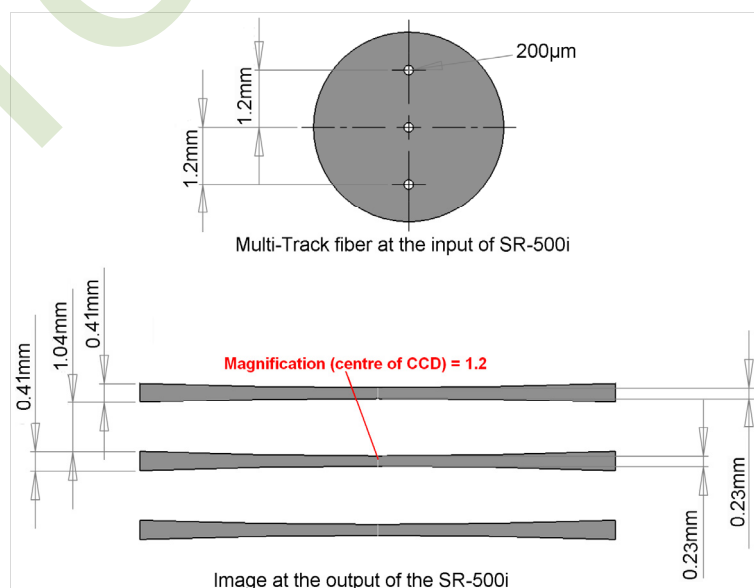 200µm
1.2mm
1.2mm
Multi-Track fiber at the input of SR-500i
0.41mm
1.04mm
0.41mm
Magnification (centre of CCD) = 1.2
0.23mm
0.23mm
Image at the output of the SR-500i